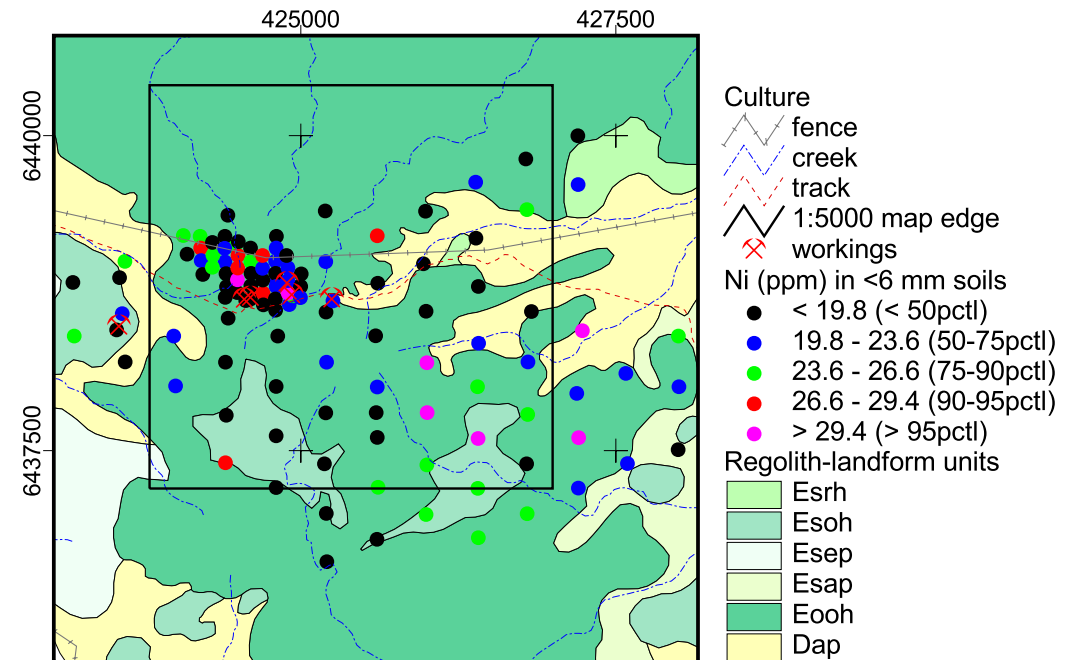 425000 427500
6440000
6437500
Culture
fence
creek
track
1:5000 map edge
workings
Ni (ppm) in <6 mm soils
< 19.8 (< 50pctl)
19.8 - 23.6 (50-75pctl)
23.6 - 26.6 (75-90pctl)
26.6 - 29.4 (90-95pctl)
> 29.4 (> 95pctl)
Regolith-landform units
Esrh
Esoh
Esep
Esap
Eooh
Dap